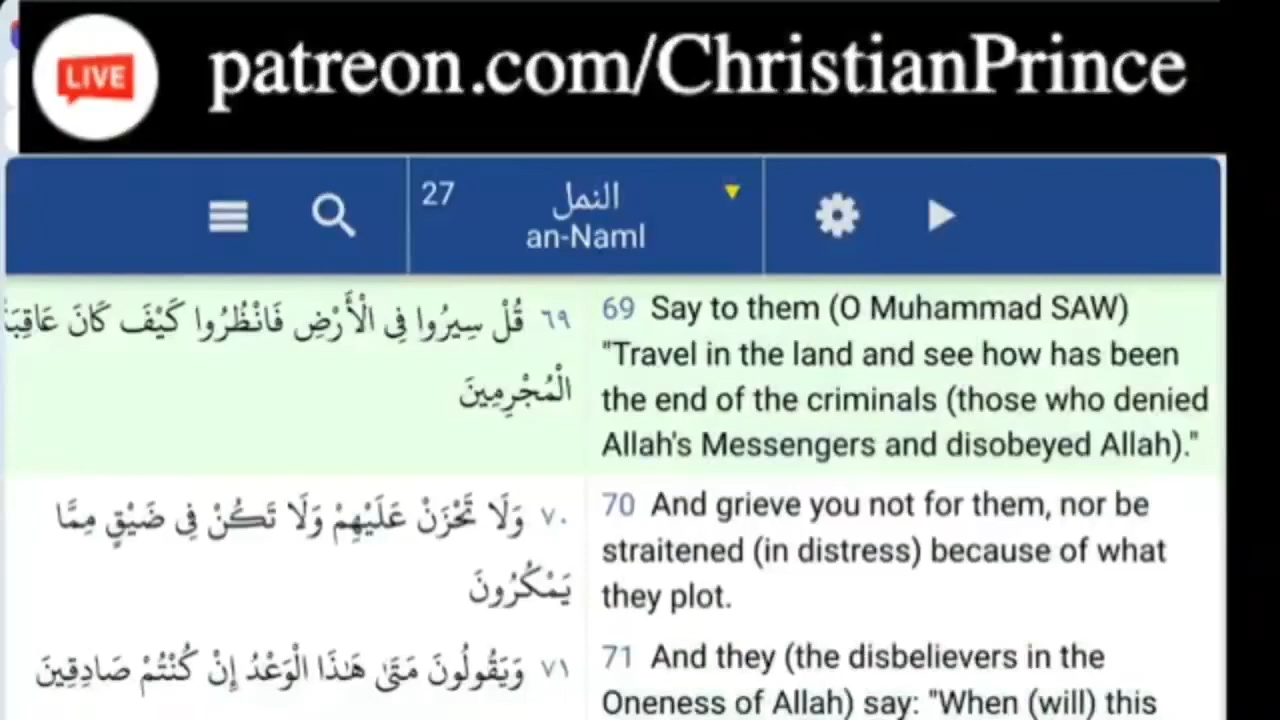 LIVE
patreon.com/ChristianPrince
27
النمل
an-Naml
٦٩ قُلْ سِيرُوا فِى الْأَرْضِ فَانْظُرُوا كَيْفَ كَانَ عَاقِبَةُ
الْمُجْرِمِينَ
69 Say to them (O Muhammad SAW)
"Travel in the land and see how has been
the end of the criminals (those who denied
Allah's Messengers and disobeyed Allah)."
٧٠ وَلَا تَحْزَنْ عَلَيْهِمْ وَلَا تَكُنْ فِى ضَيْقٍ مِمَّا
يَمْكُرُونَ
70 And grieve you not for them, nor be
straitened (in distress) because of what
they plot.
٧١ وَيَقُولُونَ مَتَىٰ هَٰذَا الْوَعْدُ إِنْ كُنْتُمْ صَادِقِينَ
71 And they (the disbelievers in the
Oneness of Allah) say: "When (will) this